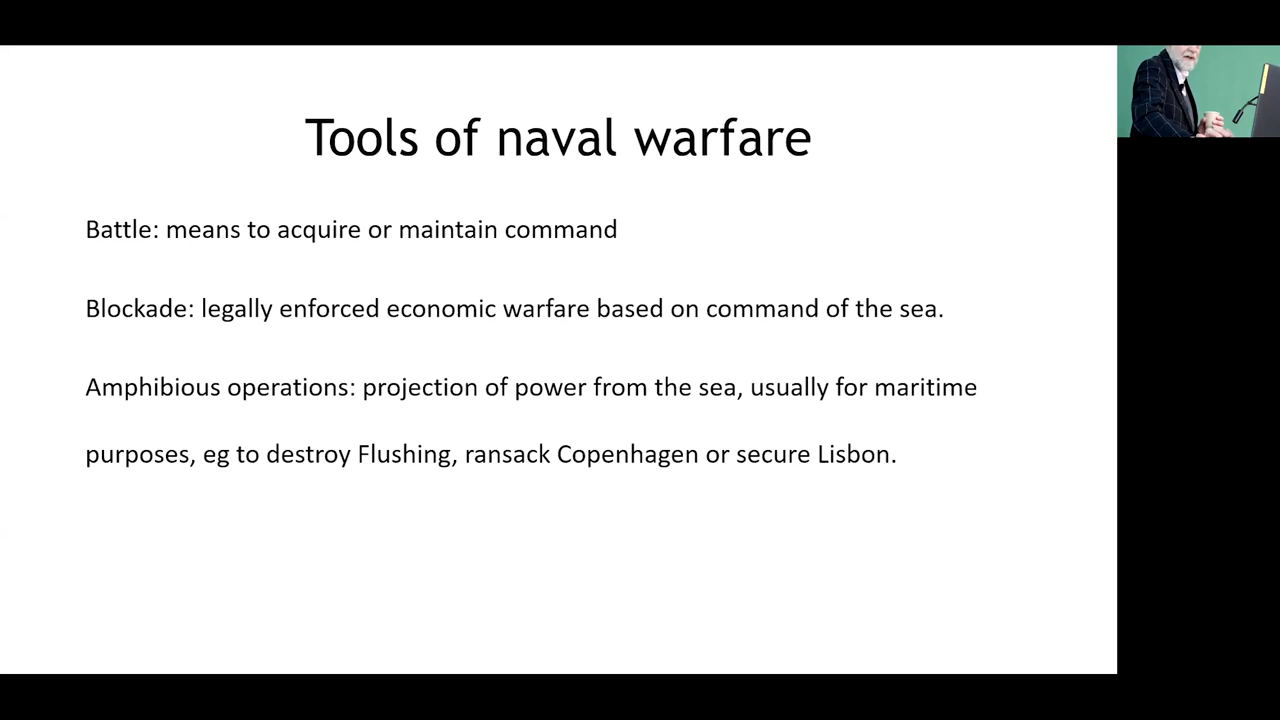 Tools of naval warfare
Battle: means to acquire or maintain command
Blockade: legally enforced economic warfare based on command of the sea.
Amphibious operations: projection of power from the sea, usually for maritime
purposes, eg to destroy Flushing, ransack Copenhagen or secure Lisbon.